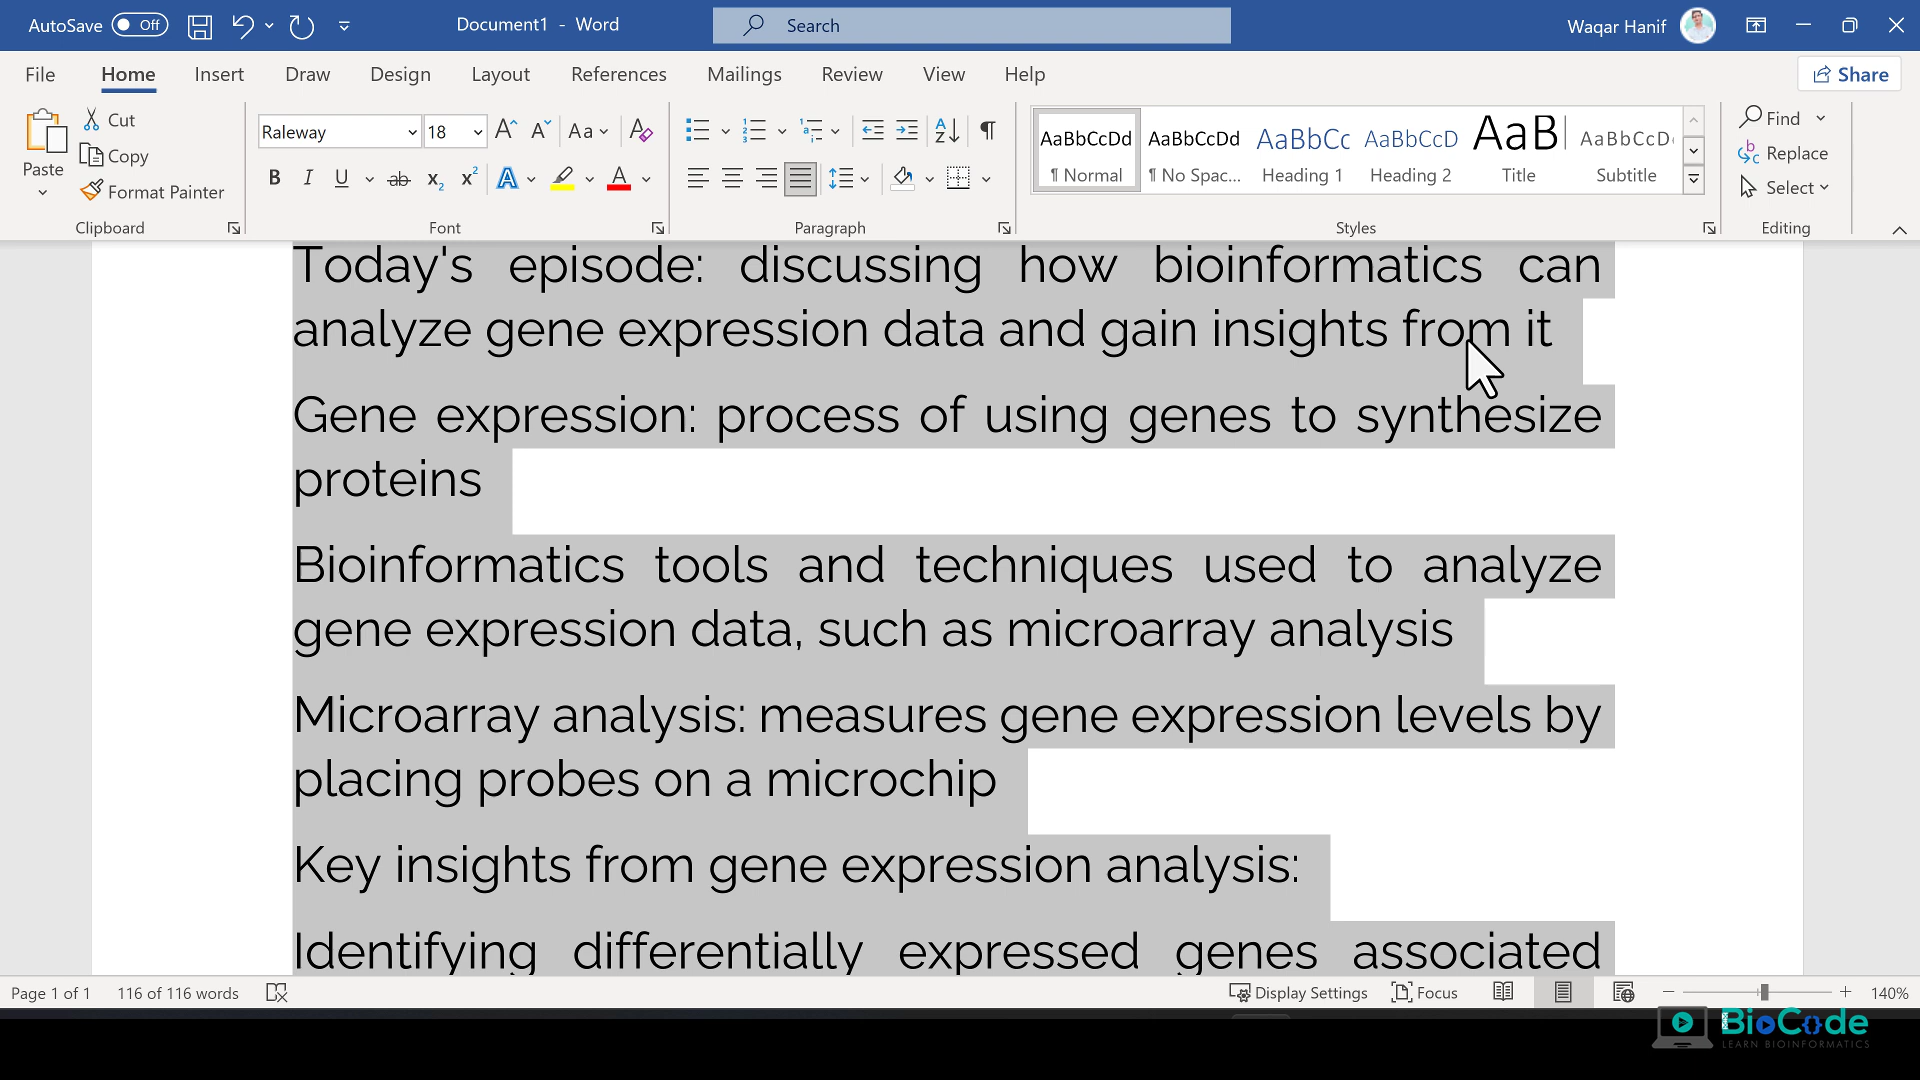 AutoSave Off Document1 - Word Search Waqar Hanif
File Home Insert Draw Design Layout References Mailings Review View Help Share
Paste Cut Copy Format Painter Clipboard
Raleway 18 Aa
B I U ab x₂ x² A A
Font
Paragraph
AaBbCcDd AaBbCcDd AaBbCc AaBbCcD AaB AaBbCcD
¶ Normal ¶ No Spac... Heading 1 Heading 2 Title Subtitle
Styles
Find
Replace
Select
Editing
Today's episode: discussing how bioinformatics can
analyze gene expression data and gain insights from it
Gene expression: process of using genes to synthesize
proteins
Bioinformatics tools and techniques used to analyze
gene expression data, such as microarray analysis
Microarray analysis: measures gene expression levels by
placing probes on a microchip
Key insights from gene expression analysis:
Identifying differentially expressed genes associated
Page 1 of 1 116 of 116 words Display Settings Focus 140%
BioCode
LEARN BIOINFORMATICS